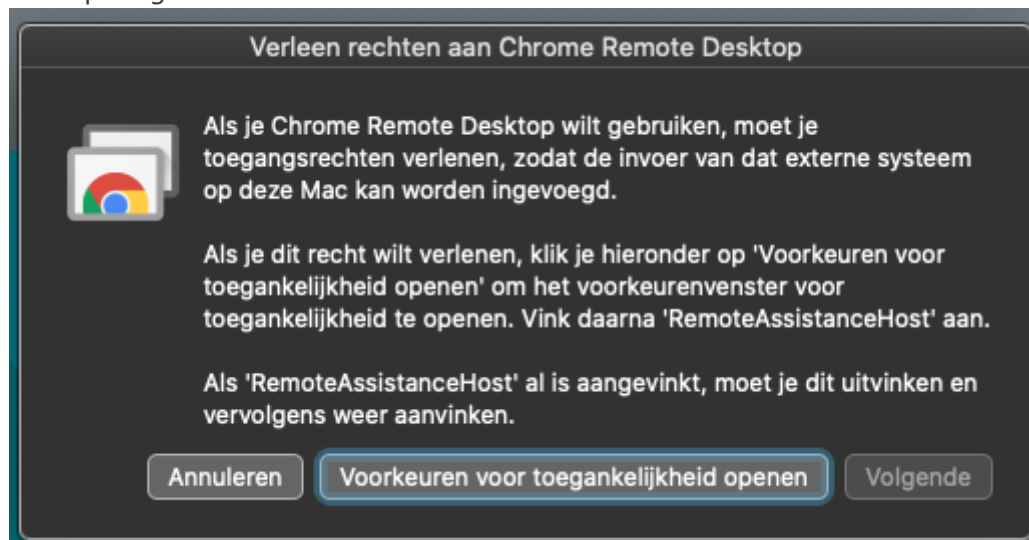 Verleen rechten aan Chrome Remote Desktop
Als je Chrome Remote Desktop wilt gebruiken, moet je
toegangsrechten verlenen, zodat de invoer van dat externe systeem
op deze Mac kan worden ingevoegd.
Als je dit recht wilt verlenen, klik je hieronder op 'Voorkeuren voor
toegankelijkheid openen' om het voorkeurenvenster voor
toegankelijkheid te openen. Vink daarna 'RemoteAssistanceHost' aan.
Als 'RemoteAssistanceHost' al is aangevinkt, moet je dit uitvinken en
vervolgens weer aanvinken.
Annuleren
Voorkeuren voor toegankelijkheid openen
Volgende